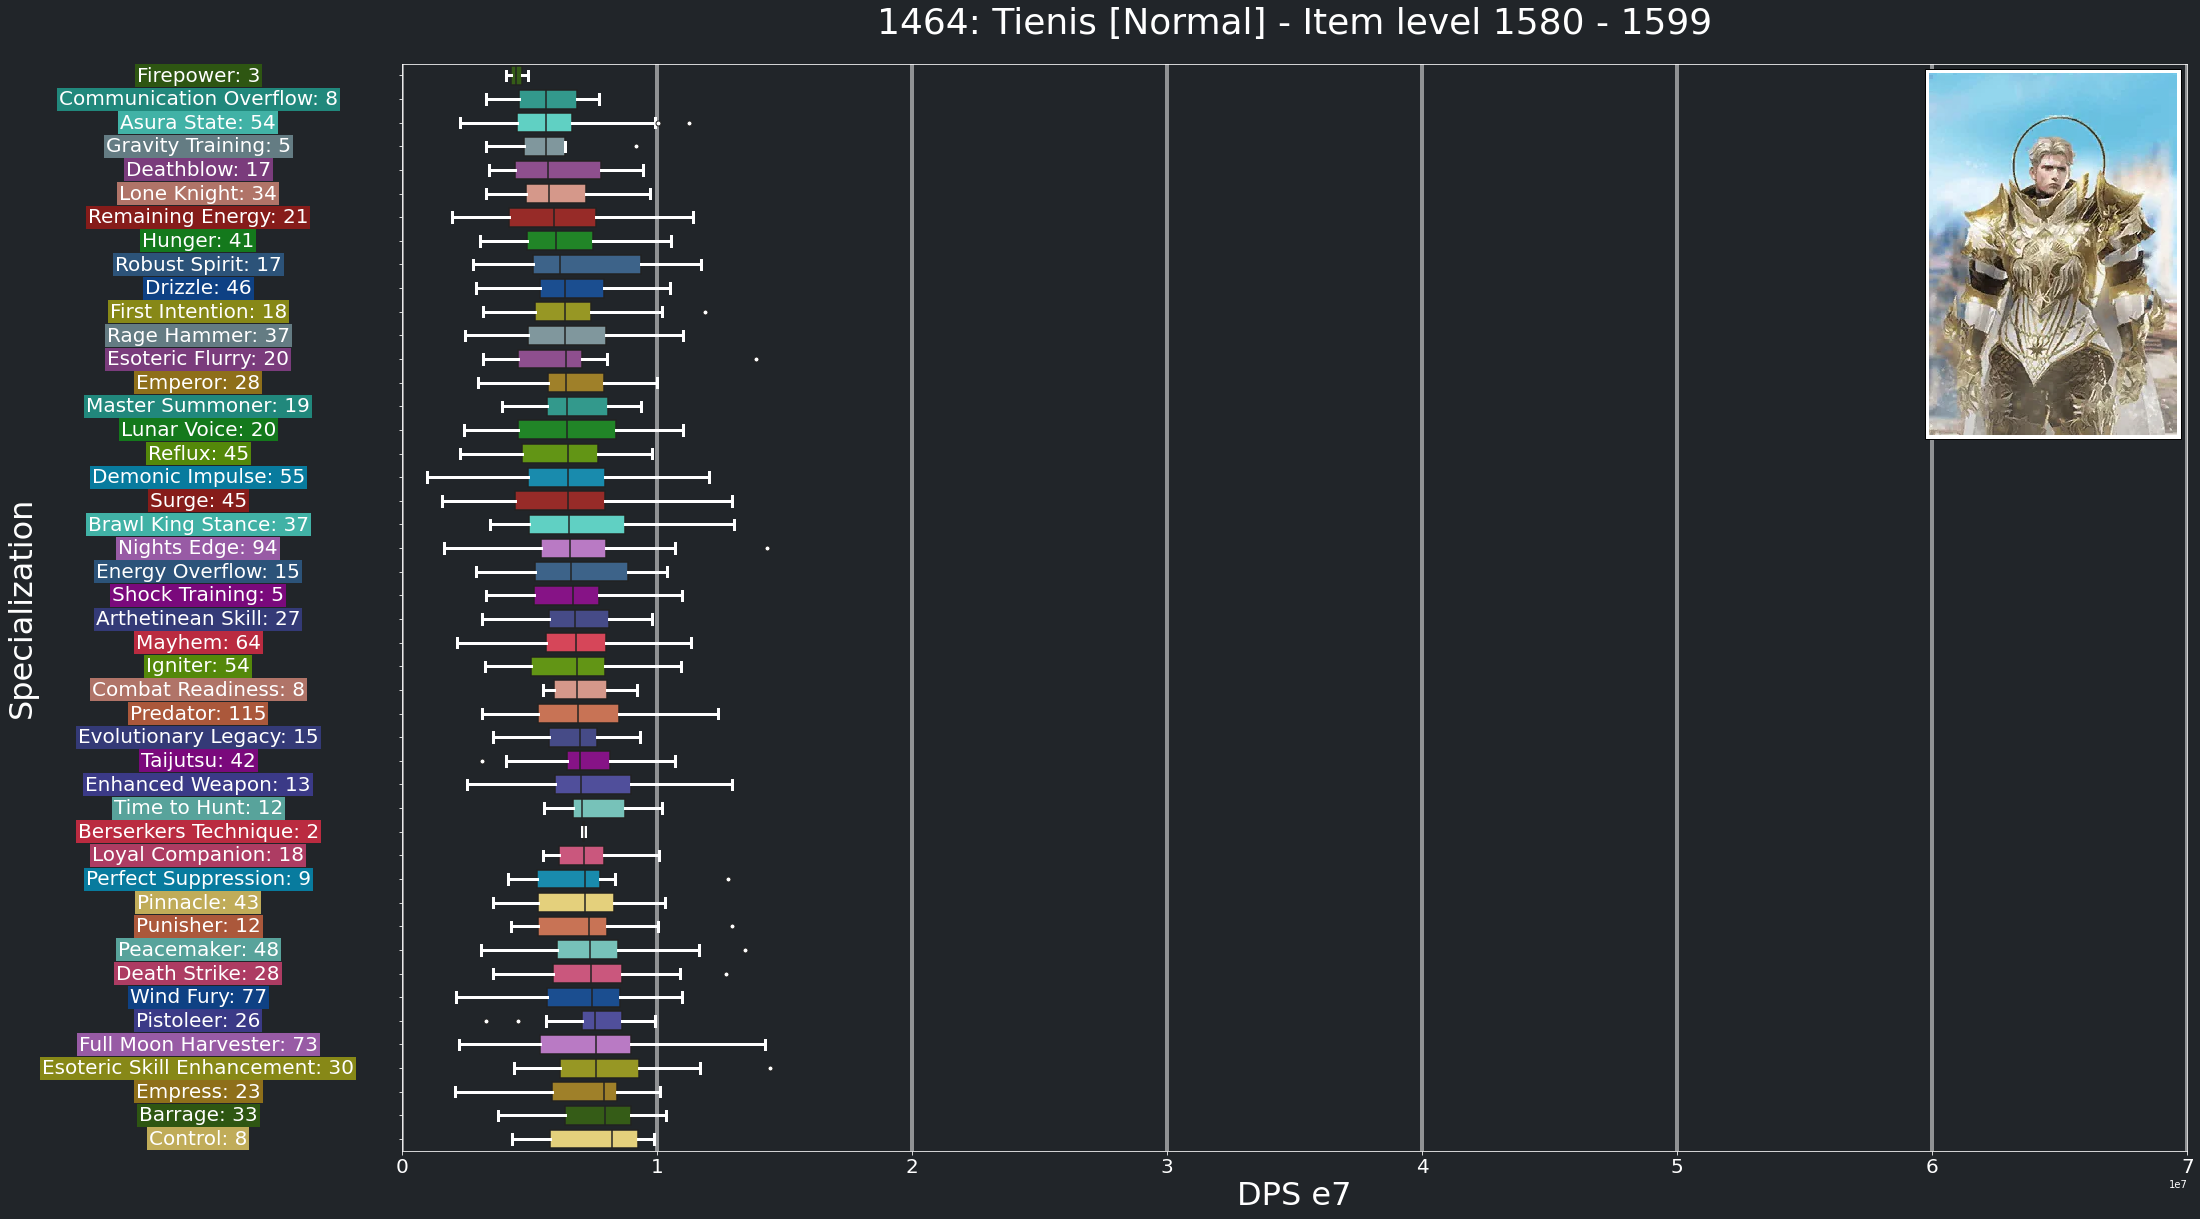 1464: Tienis [Normal] - Item level 1580 - 1599
Specialization
Firepower: 3
Communication Overflow: 8
Asura State: 54
Gravity Training: 5
Deathblow: 17
Lone Knight: 34
Remaining Energy: 21
Hunger: 41
Robust Spirit: 17
Drizzle: 46
First Intention: 18
Rage Hammer: 37
Esoteric Flurry: 20
Emperor: 28
Master Summoner: 19
Lunar Voice: 20
Reflux: 45
Demonic Impulse: 55
Surge: 45
Brawl King Stance: 37
Nights Edge: 94
Energy Overflow: 15
Shock Training: 5
Arthetinean Skill: 27
Mayhem: 64
Igniter: 54
Combat Readiness: 8
Predator: 115
Evolutionary Legacy: 15
Taijutsu: 42
Enhanced Weapon: 13
Time to Hunt: 12
Berserkers Technique: 2
Loyal Companion: 18
Perfect Suppression: 9
Pinnacle: 43
Punisher: 12
Peacemaker: 48
Death Strike: 28
Wind Fury: 77
Pistoleer: 26
Full Moon Harvester: 73
Esoteric Skill Enhancement: 30
Empress: 23
Barrage: 33
Control: 8
0 1 2 3 4 5 6 7
1e7
DPS e7